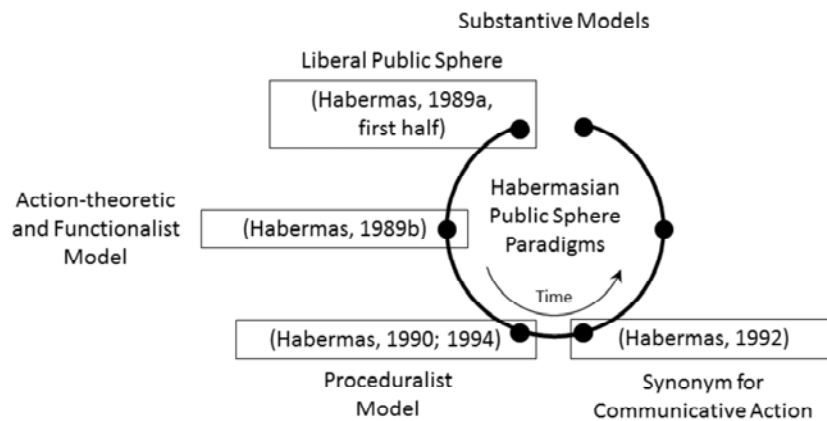 Substantive Models
Liberal Public Sphere
(Habermas, 1989a,
first half)
Action-theoretic
and Functionalist
Model
(Habermas, 1989b)
Habermasian
Public Sphere
Paradigms
Time
(Habermas, 1990; 1994)
Proceduralist
Model
(Habermas, 1992)
Synonym for
Communicative Action